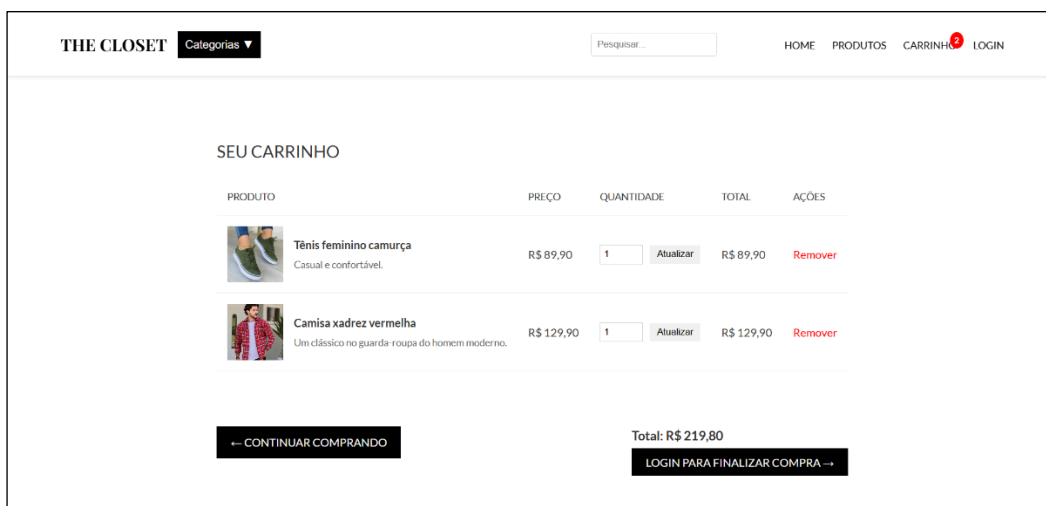 THE CLOSET Categorias ▼ Pesquisar... HOME PRODUTOS CARRINHO 2 LOGIN
SEU CARRINHO
PRODUTO PREÇO QUANTIDADE TOTAL AÇÕES
Tênis feminino camurça
Casual e confortável.
R$ 89,90 1 Atualizar R$ 89,90 Remover
Camisa xadrez vermelha
Um clássico no guarda-roupa do homem moderno.
R$ 129,90 1 Atualizar R$ 129,90 Remover
Total: R$ 219,80
← CONTINUAR COMPRANDO
LOGIN PARA FINALIZAR COMPRA →